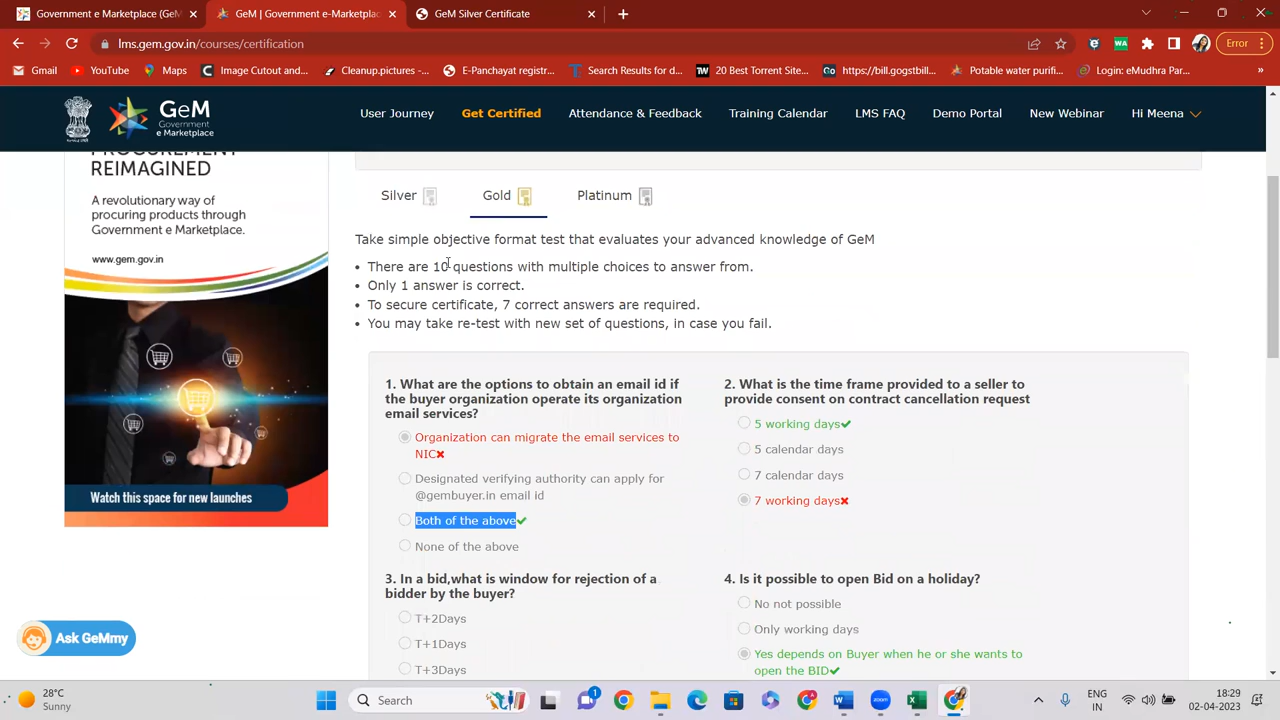 Government e Marketplace (GeM
GeM | Government e-Marketplac
GeM Silver Certificate
lms.gem.gov.in/courses/certification
Error
Gmail
YouTube
Maps
Image Cutout and...
Cleanup.pictures -...
E-Panchayat registr...
Search Results for d...
20 Best Torrent Site...
https://bill.gogstbill...
Potable water purifi...
Login: eMudhra Par...
GeM
Government
e Marketplace
User Journey
Get Certified
Attendance & Feedback
Training Calendar
LMS FAQ
Demo Portal
New Webinar
Hi Meena
PROCUREMENT
REIMAGINED
A revolutionary way of
procuring products through
Government e Marketplace.
www.gem.gov.in
Watch this space for new launches
Silver
Gold
Platinum
Take simple objective format test that evaluates your advanced knowledge of GeM
• There are 10 questions with multiple choices to answer from.
• Only 1 answer is correct.
• To secure certificate, 7 correct answers are required.
• You may take re-test with new set of questions, in case you fail.
1. What are the options to obtain an email id if
the buyer organization operate its organization
email services?
Organization can migrate the email services to
NIC
Designated verifying authority can apply for
@gembuyer.in email id
Both of the above
None of the above
2. What is the time frame provided to a seller to
provide consent on contract cancellation request
5 working days
5 calendar days
7 calendar days
7 working days
3. In a bid,what is window for rejection of a
bidder by the buyer?
T+2Days
T+1Days
T+3Days
4. Is it possible to open Bid on a holiday?
No not possible
Only working days
Yes depends on Buyer when he or she wants to
open the BID
Ask GeMmy
28°C
Sunny
Search
1
ENG
IN
18:29
02-04-2023